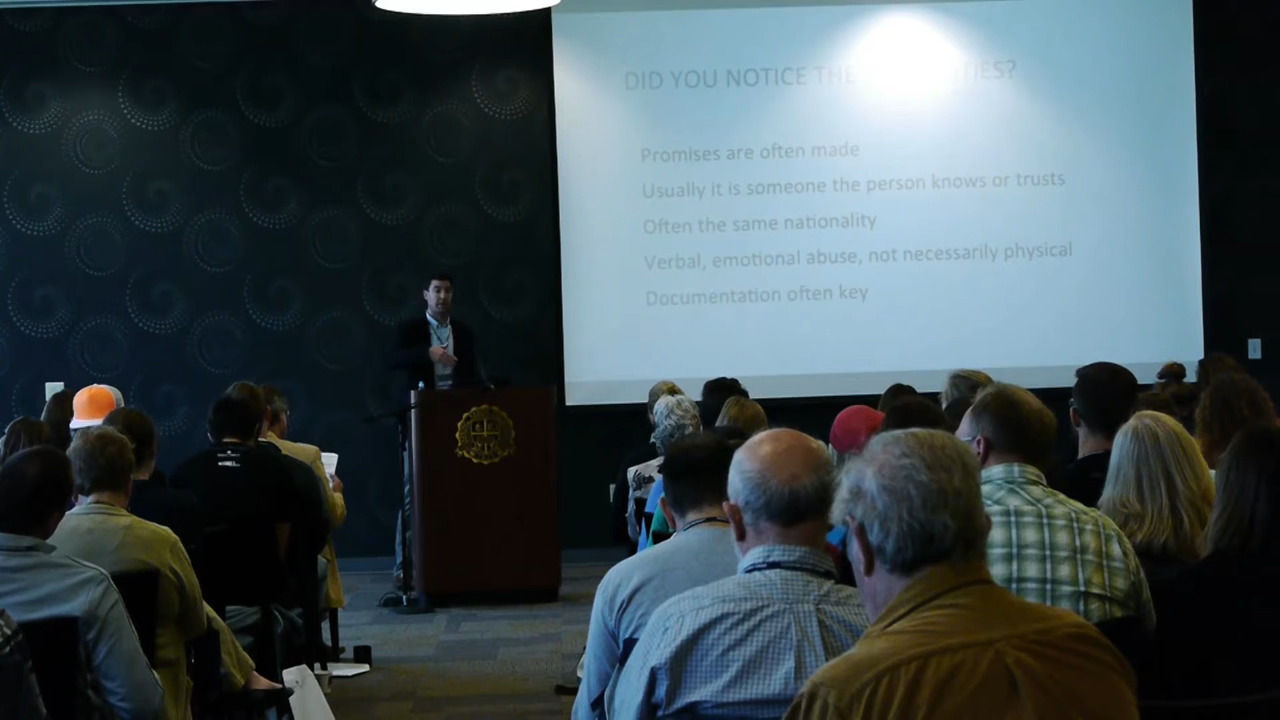 DID YOU NOTICE THE TIES?
Promises are often made
Usually it is someone the person knows or trusts
Often the same nationality
Verbal, emotional abuse, not necessarily physical
Documentation often key